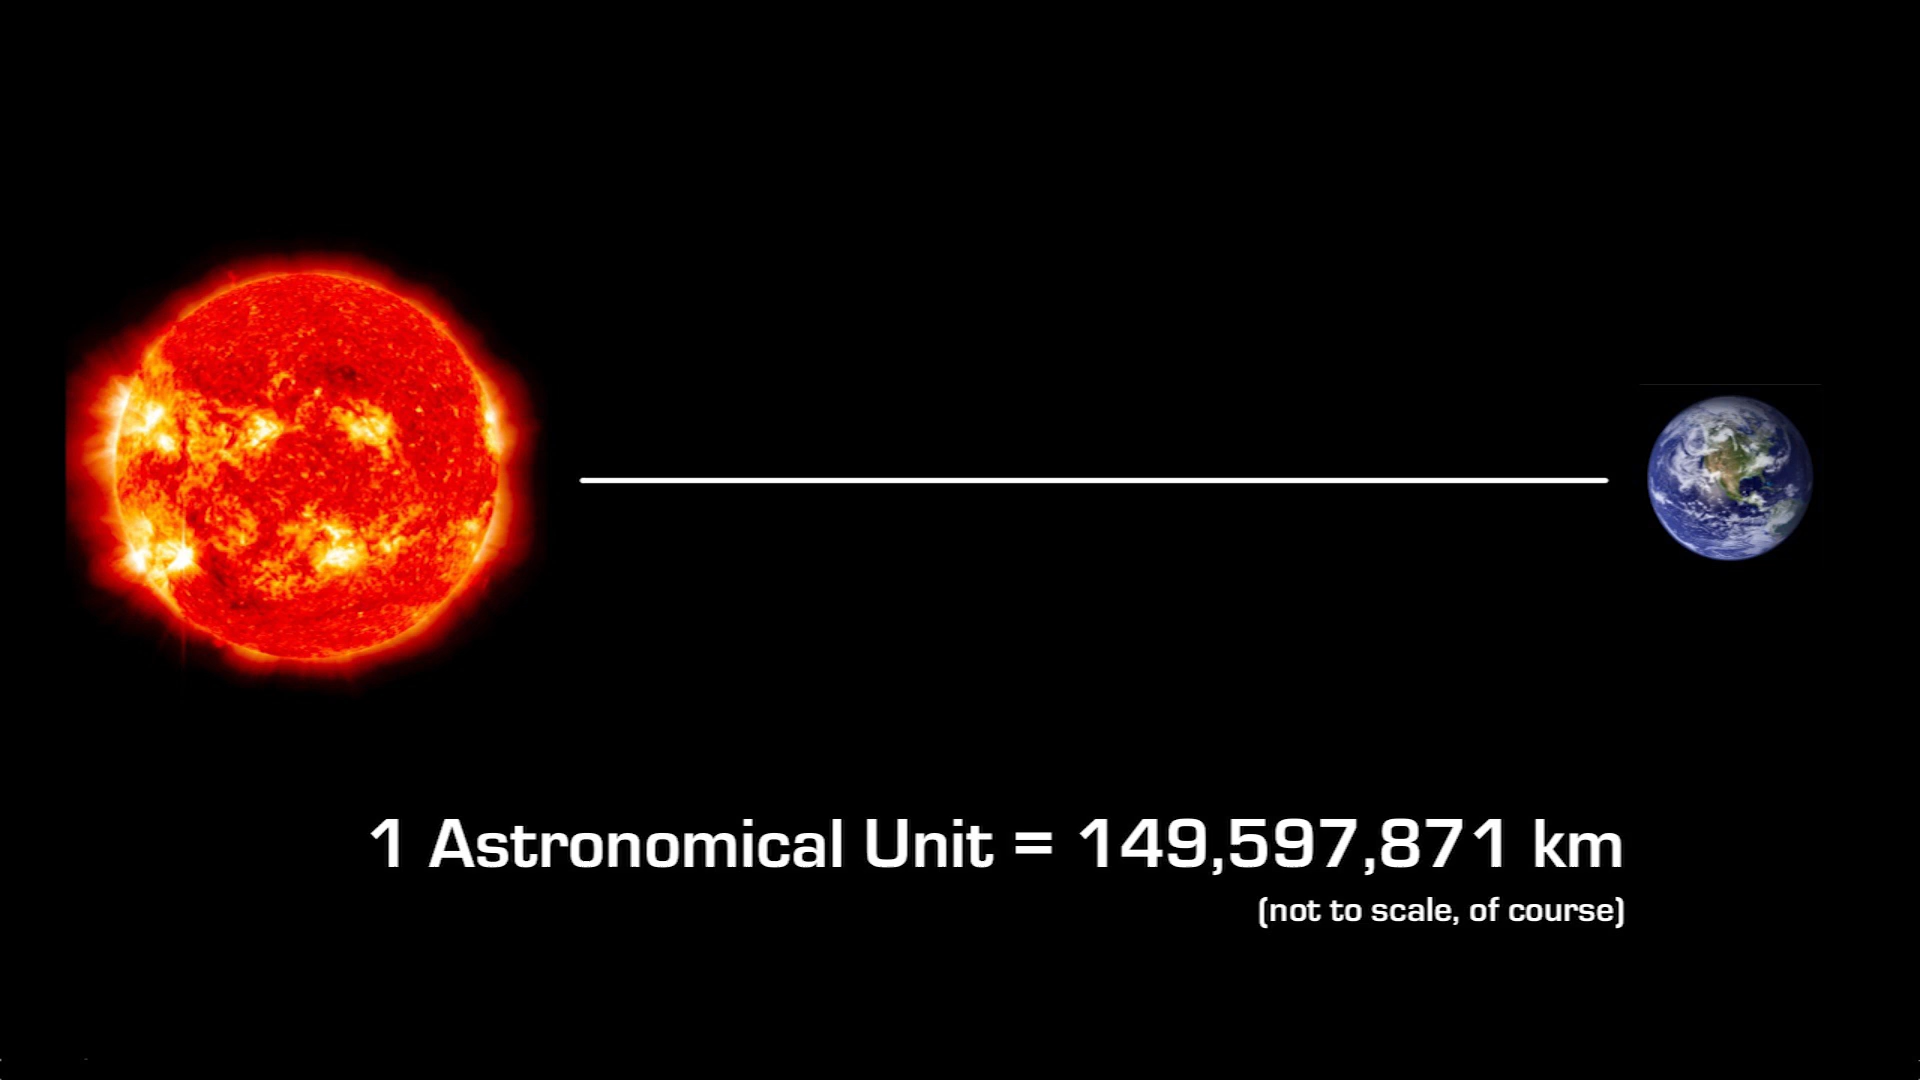 1 Astronomical Unit = 149,597,871 km
(not to scale, of course)